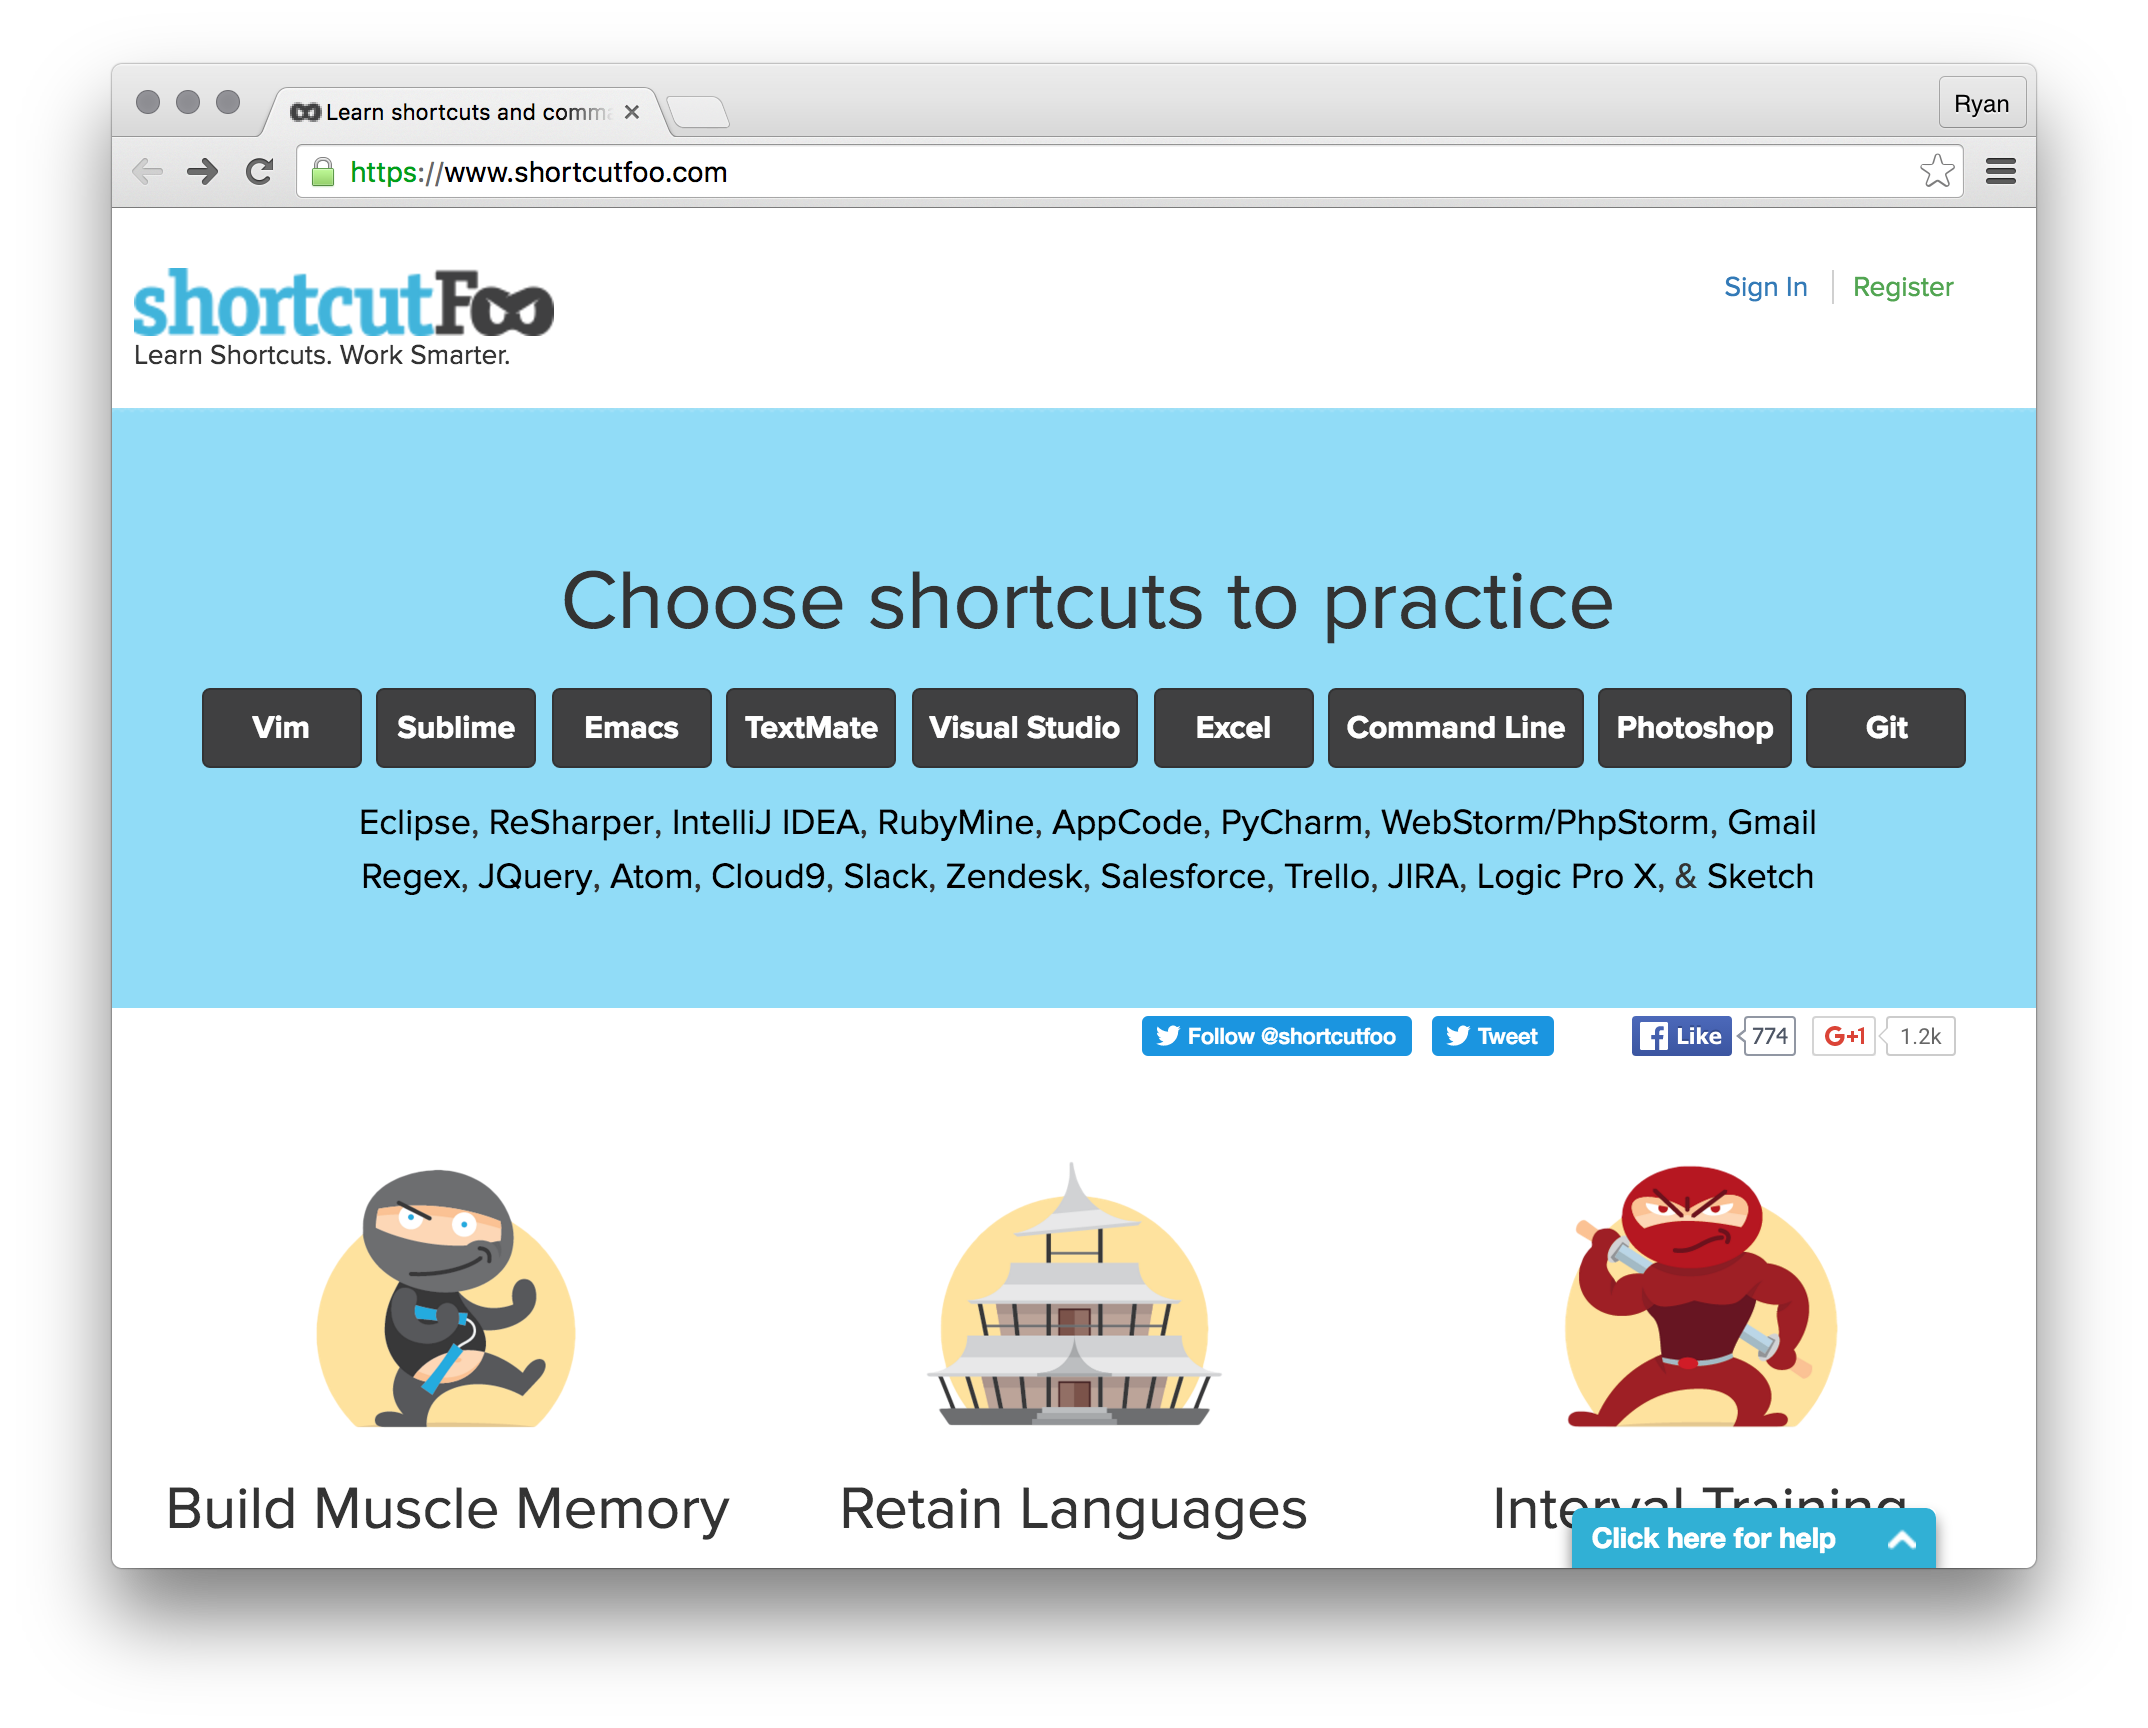 Learn shortcuts and comma
Ryan
https://www.shortcutfoo.com
shortcutFoo
Learn Shortcuts. Work Smarter.
Sign In
Register
Choose shortcuts to practice
Vim
Sublime
Emacs
TextMate
Visual Studio
Excel
Command Line
Photoshop
Git
Eclipse, ReSharper, IntelliJ IDEA, RubyMine, AppCode, PyCharm, WebStorm/PhpStorm, Gmail
Regex, JQuery, Atom, Cloud9, Slack, Zendesk, Salesforce, Trello, JIRA, Logic Pro X, & Sketch
Follow @shortcutfoo
Tweet
Like
774
G+1
1.2k
Build Muscle Memory
Retain Languages
Interval Training
Click here for help